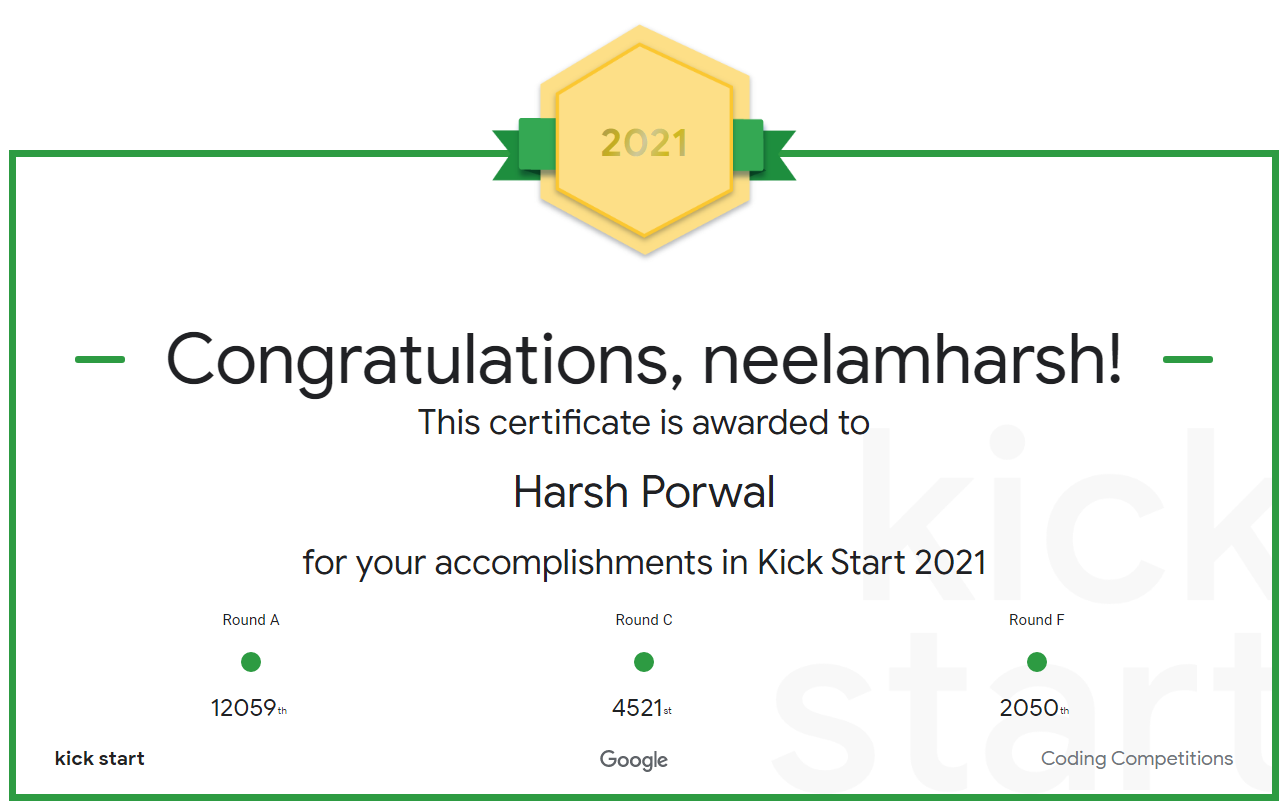 2021
Congratulations, neelamharsh!
This certificate is awarded to
Harsh Porwal
for your accomplishments in Kick Start 2021
Round A Round C Round F
12059th 4521st 2050th
kick start Google Coding Competitions
kick
start